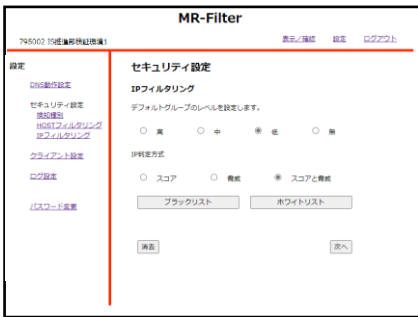 MR-Filter
795002 IS推進部検証環境1
表示/確認 設定 ログアウト
設定
DNS動作設定
セキュリティ設定
検知種別
HOSTフィルタリング
IPフィルタリング
クライアント設定
ログ設定
パスワード変更
セキュリティ設定
IPフィルタリング
デフォルトグループのレベルを設定します。
高 中 低 無
IP判定方式
スコア 脅威 スコアと脅威
ブラックリスト ホワイトリスト
消去 次へ